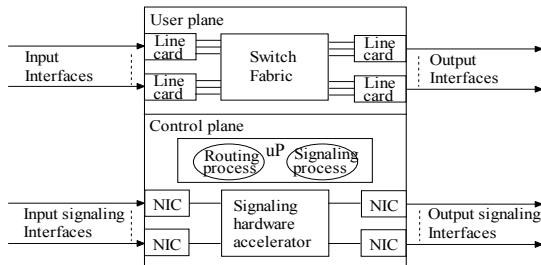 User plane
Line
card
Line
card
Input
Interfaces
Switch
Fabric
Output
Interfaces
Line
card
Line
card
Control plane
uP
Routing
process
Signaling
process
NIC
NIC
Input signaling
Interfaces
Signaling
hardware
accelerator
Output signaling
Interfaces
NIC
NIC